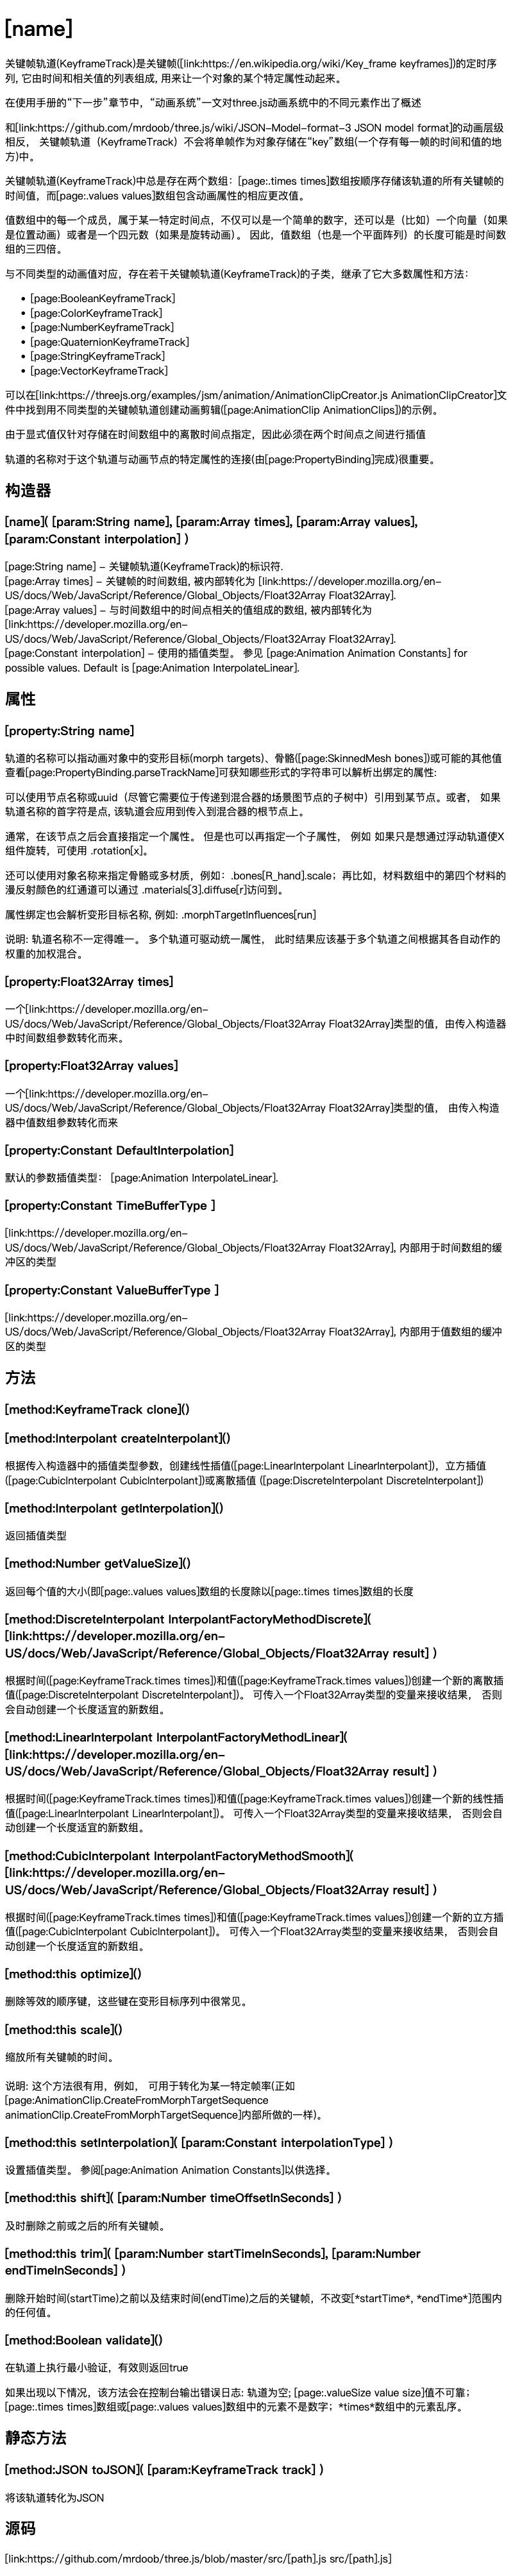 [name]
关键帧轨道(KeyframeTrack)是关键帧([link:https://en.wikipedia.org/wiki/Key_frame keyframes])的定时序
列, 它由时间和相关值的列表组成, 用来让一个对象的某个特定属性动起来。
在使用手册的“下一步”章节中，“动画系统”一文对three.js动画系统中的不同元素作出了概述
和[link:https://github.com/mrdoob/three.js/wiki/JSON-Model-format-3 JSON model format]的动画层级
相反， 关键帧轨道（KeyframeTrack）不会将单帧作为对象存储在“key”数组(一个存有每一帧的时间和值的地
方)中。
关键帧轨道(KeyframeTrack)中总是存在两个数组：[page:.times times]数组按顺序存储该轨道的所有关键帧的
时间值，而[page:.values values]数组包含动画属性的相应更改值。
值数组中的每一个成员，属于某一特定时间点，不仅可以是一个简单的数字，还可以是（比如）一个向量（如果
是位置动画）或者是一个四元数（如果是旋转动画）。 因此，值数组（也是一个平面阵列）的长度可能是时间数
组的三四倍。
与不同类型的动画值对应，存在若干关键帧轨道(KeyframeTrack)的子类，继承了它大多数属性和方法：
• [page:BooleanKeyframeTrack]
• [page:ColorKeyframeTrack]
• [page:NumberKeyframeTrack]
• [page:QuaternionKeyframeTrack]
• [page:StringKeyframeTrack]
• [page:VectorKeyframeTrack]
可以在[link:https://threejs.org/examples/jsm/animation/AnimationClipCreator.js AnimationClipCreator]文
件中找到用不同类型的关键帧轨道创建动画剪辑([page:AnimationClip AnimationClips])的示例。
由于显式值仅针对存储在时间数组中的离散时间点指定，因此必须在两个时间点之间进行插值
轨道的名称对于这个轨道与动画节点的特定属性的连接(由[page:PropertyBinding]完成)很重要。
构造器
[name]( [param:String name], [param:Array times], [param:Array values],
[param:Constant interpolation] )
[page:String name] - 关键帧轨道(KeyframeTrack)的标识符.
[page:Array times] - 关键帧的时间数组, 被内部转化为 [link:https://developer.mozilla.org/en-
US/docs/Web/JavaScript/Reference/Global_Objects/Float32Array Float32Array].
[page:Array values] - 与时间数组中的时间点相关的值组成的数组, 被内部转化为
[link:https://developer.mozilla.org/en-
US/docs/Web/JavaScript/Reference/Global_Objects/Float32Array Float32Array].
[page:Constant interpolation] - 使用的插值类型。 参见 [page:Animation Animation Constants] for
possible values. Default is [page:Animation InterpolateLinear].
属性
[property:String name]
轨道的名称可以指动画对象中的变形目标(morph targets)、骨骼([page:SkinnedMesh bones])或可能的其他值
查看[page:PropertyBinding.parseTrackName]可获知哪些形式的字符串可以解析出绑定的属性:
可以使用节点名称或uuid（尽管它需要位于传递到混合器的场景图节点的子树中）引用到某节点。或者， 如果
轨道名称的首字符是点, 该轨道会应用到传入到混合器的根节点上。
通常，在该节点之后会直接指定一个属性。 但是也可以再指定一个子属性， 例如 如果只是想通过浮动轨道使X
组件旋转，可使用 .rotation[x]。
还可以使用对象名称来指定骨骼或多材质，例如：.bones[R_hand].scale；再比如，材料数组中的第四个材料的
漫反射颜色的红通道可以通过 .materials[3].diffuse[r]访问到。
属性绑定也会解析变形目标名称, 例如: .morphTargetInfluences[run]
说明: 轨道名称不一定得唯一。 多个轨道可驱动统一属性， 此时结果应该基于多个轨道之间根据其各自动作的
权重的加权混合。
[property:Float32Array times]
一个[link:https://developer.mozilla.org/en-
US/docs/Web/JavaScript/Reference/Global_Objects/Float32Array Float32Array]类型的值，由传入构造器
中时间数组参数转化而来。
[property:Float32Array values]
一个[link:https://developer.mozilla.org/en-
US/docs/Web/JavaScript/Reference/Global_Objects/Float32Array Float32Array]类型的值， 由传入构造
器中值数组参数转化而来
[property:Constant DefaultInterpolation]
默认的参数插值类型： [page:Animation InterpolateLinear].
[property:Constant TimeBufferType ]
[link:https://developer.mozilla.org/en-
US/docs/Web/JavaScript/Reference/Global_Objects/Float32Array Float32Array], 内部用于时间数组的缓
冲区的类型
[property:Constant ValueBufferType ]
[link:https://developer.mozilla.org/en-
US/docs/Web/JavaScript/Reference/Global_Objects/Float32Array Float32Array], 内部用于值数组的缓冲
区的类型
方法
[method:KeyframeTrack clone]()
[method:Interpolant createInterpolant]()
根据传入构造器中的插值类型参数，创建线性插值([page:LinearInterpolant LinearInterpolant])，立方插值
([page:CubicInterpolant CubicInterpolant])或离散插值 ([page:DiscreteInterpolant DiscreteInterpolant])
[method:Interpolant getInterpolation]()
返回插值类型
[method:Number getValueSize]()
返回每个值的大小(即[page:.values values]数组的长度除以[page:.times times]数组的长度
[method:DiscreteInterpolant InterpolantFactoryMethodDiscrete](
[link:https://developer.mozilla.org/en-
US/docs/Web/JavaScript/Reference/Global_Objects/Float32Array result] )
根据时间([page:KeyframeTrack.times times])和值([page:KeyframeTrack.times values])创建一个新的离散插
值([page:DiscreteInterpolant DiscreteInterpolant])。 可传入一个Float32Array类型的变量来接收结果， 否则
会自动创建一个长度适宜的新数组。
[method:LinearInterpolant InterpolantFactoryMethodLinear](
[link:https://developer.mozilla.org/en-
US/docs/Web/JavaScript/Reference/Global_Objects/Float32Array result] )
根据时间([page:KeyframeTrack.times times])和值([page:KeyframeTrack.times values])创建一个新的线性插
值([page:LinearInterpolant LinearInterpolant])。 可传入一个Float32Array类型的变量来接收结果， 否则会自
动创建一个长度适宜的新数组。
[method:CubicInterpolant InterpolantFactoryMethodSmooth](
[link:https://developer.mozilla.org/en-
US/docs/Web/JavaScript/Reference/Global_Objects/Float32Array result] )
根据时间([page:KeyframeTrack.times times])和值([page:KeyframeTrack.times values])创建一个新的立方插
值([page:CubicInterpolant CubicInterpolant])。 可传入一个Float32Array类型的变量来接收结果， 否则会自
动创建一个长度适宜的新数组。
[method:this optimize]()
删除等效的顺序键，这些键在变形目标序列中很常见。
[method:this scale]()
缩放所有关键帧的时间。
说明: 这个方法很有用，例如， 可用于转化为某一特定帧率(正如
[page:AnimationClip.CreateFromMorphTargetSequence
animationClip.CreateFromMorphTargetSequence]内部所做的一样)。
[method:this setInterpolation]( [param:Constant interpolationType] )
设置插值类型。 参阅[page:Animation Animation Constants]以供选择。
[method:this shift]( [param:Number timeOffsetInSeconds] )
及时删除之前或之后的所有关键帧。
[method:this trim]( [param:Number startTimeInSeconds], [param:Number
endTimeInSeconds] )
删除开始时间(startTime)之前以及结束时间(endTime)之后的关键帧，不改变[*startTime*, *endTime*]范围内
的任何值。
[method:Boolean validate]()
在轨道上执行最小验证，有效则返回true
如果出现以下情况，该方法会在控制台输出错误日志: 轨道为空; [page:.valueSize value size]值不可靠；
[page:.times times]数组或[page:.values values]数组中的元素不是数字；*times*数组中的元素乱序。
静态方法
[method:JSON toJSON]( [param:KeyframeTrack track] )
将该轨道转化为JSON
源码
[link:https://github.com/mrdoob/three.js/blob/master/src/[path].js src/[path].js]